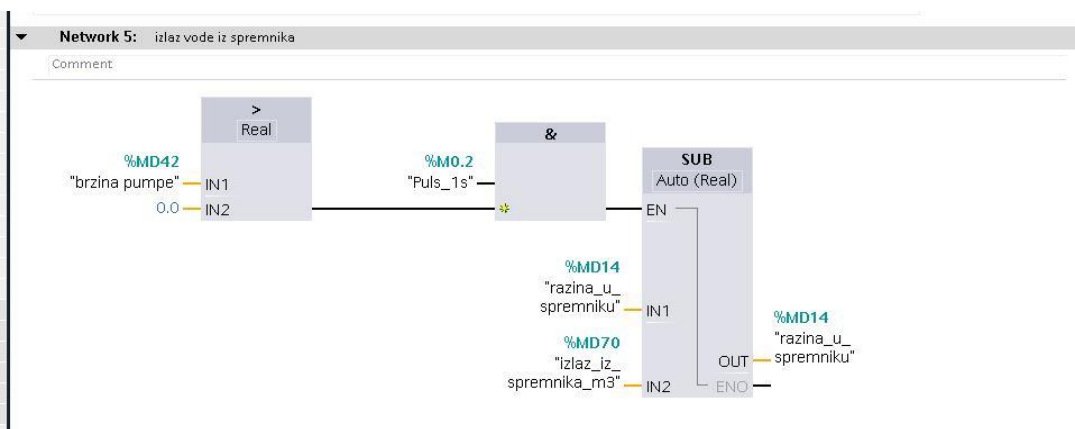 Network 5: izlaz vode iz spremnika
Comment
>
Real
%MD42
"brzina pumpe"
IN1
0.0
IN2
&
%M0.2
"Puls_1s"
SUB
Auto (Real)
EN
%MD14
"razina_u_
spremniku"
IN1
%MD70
"izlaz_iz_
spremnika_m3"
IN2
%MD14
"razina_u_
spremniku"
OUT
ENO